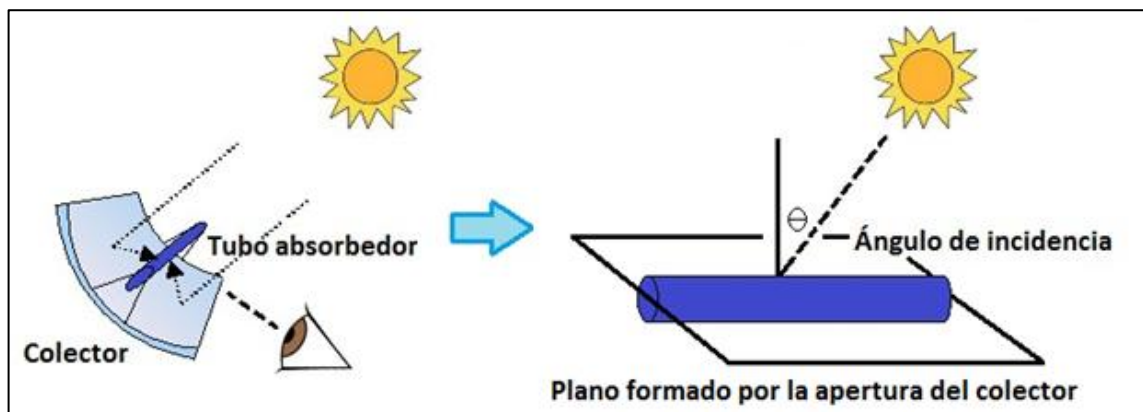 Tubo absorbedor
Colector
θ
Ángulo de incidencia
Plano formado por la apertura del colector